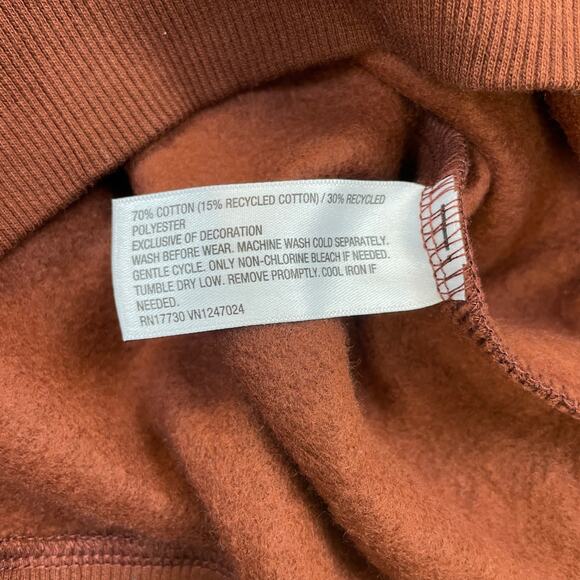 70% COTTON (15% RECYCLED COTTON) / 30% RECYCLED
POLYESTER
EXCLUSIVE OF DECORATION
WASH BEFORE WEAR. MACHINE WASH COLD SEPARATELY.
GENTLE CYCLE. ONLY NON-CHLORINE BLEACH IF NEEDED.
TUMBLE DRY LOW. REMOVE PROMPTLY. COOL IRON IF
NEEDED.
RN17730 VN1247024